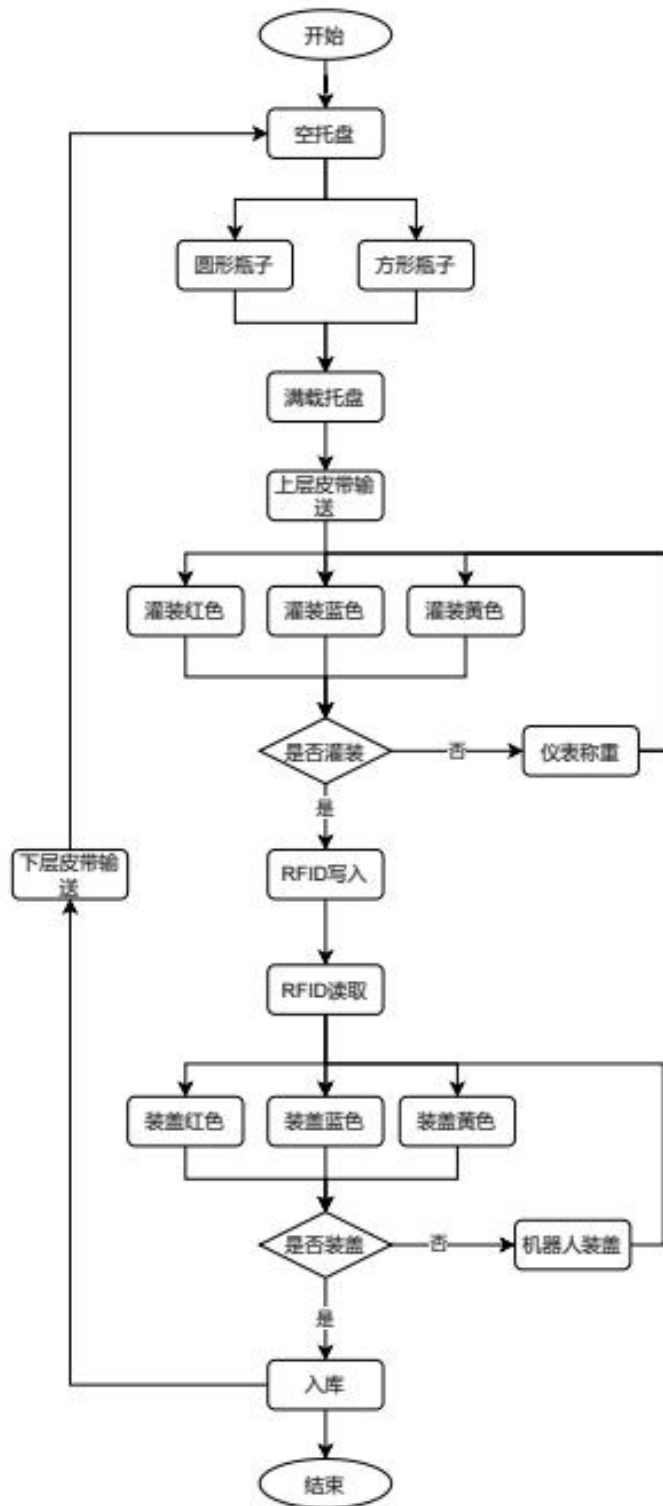 开始
空托盘
圆形瓶子
方形瓶子
满载托盘
上层皮带输
送
灌装红色
灌装蓝色
灌装黄色
是否灌装
否
仪表称重
是
下层皮带输
送
RFID写入
RFID读取
装盖红色
装盖蓝色
装盖黄色
是否装盖
否
机器人装盖
是
入库
结束